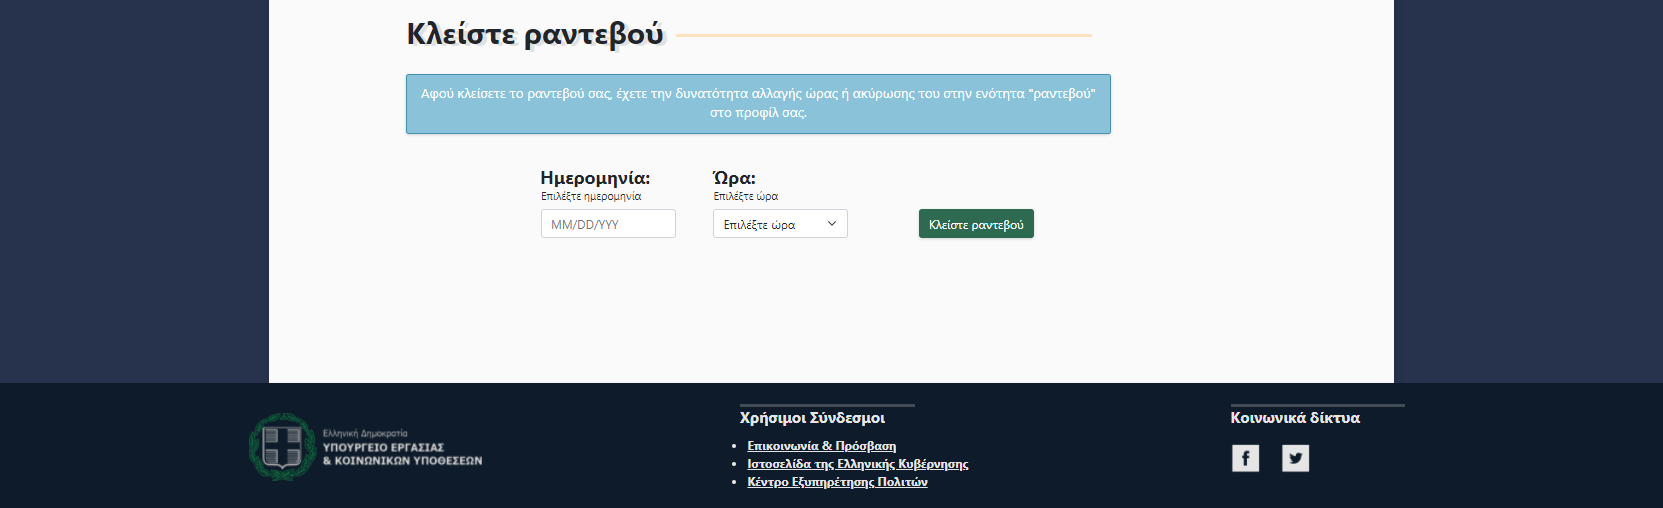 Κλείστε ραντεβού
Αφού κλείσετε το ραντεβού σας, έχετε την δυνατότητα αλλαγής ώρας ή ακύρωσης του στην ενότητα "ραντεβού"
στο προφίλ σας.
Ημερομηνία: Ώρα:
Επιλέξτε ημερομηνία Επιλέξτε ώρα
MM/DD/YYY Επιλέξτε ώρα Κλείστε ραντεβού
Χρήσιμοι Σύνδεσμοι Κοινωνικά δίκτυα
Ελληνική Δημοκρατία
ΥΠΟΥΡΓΕΙΟ ΕΡΓΑΣΙΑΣ
& ΚΟΙΝΩΝΙΚΩΝ ΥΠΟΘΕΣΕΩΝ
Επικοινωνία & Πρόσβαση
Ιστοσελίδα της Ελληνικής Κυβέρνησης
Κέντρο Εξυπηρέτησης Πολιτών